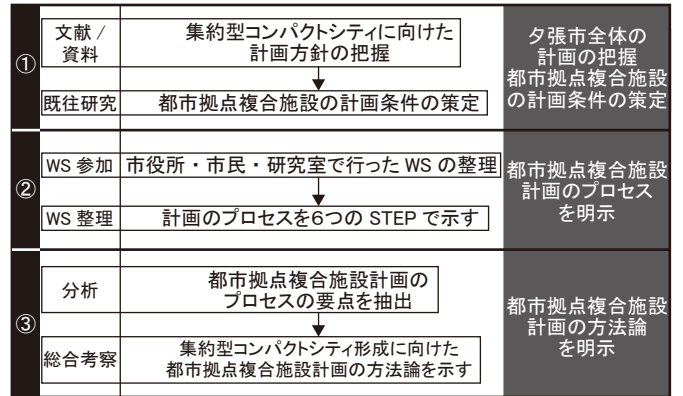 ①
文献 /
資料
集約型コンパクトシティに向けた
計画方針の把握
既往研究
都市拠点複合施設の計画条件の策定
夕張市全体の
計画の把握
都市拠点複合施設
の計画条件の策定
②
WS 参加
市役所・市民・研究室で行った WS の整理
WS 整理
計画のプロセスを6つの STEP で示す
都市拠点複合施設
計画のプロセス
を明示
③
分析
都市拠点複合施設計画の
プロセスの要点を抽出
総合考察
集約型コンパクトシティ形成に向けた
都市拠点複合施設計画の方法論を示す
都市拠点複合施設
計画の方法論
を明示